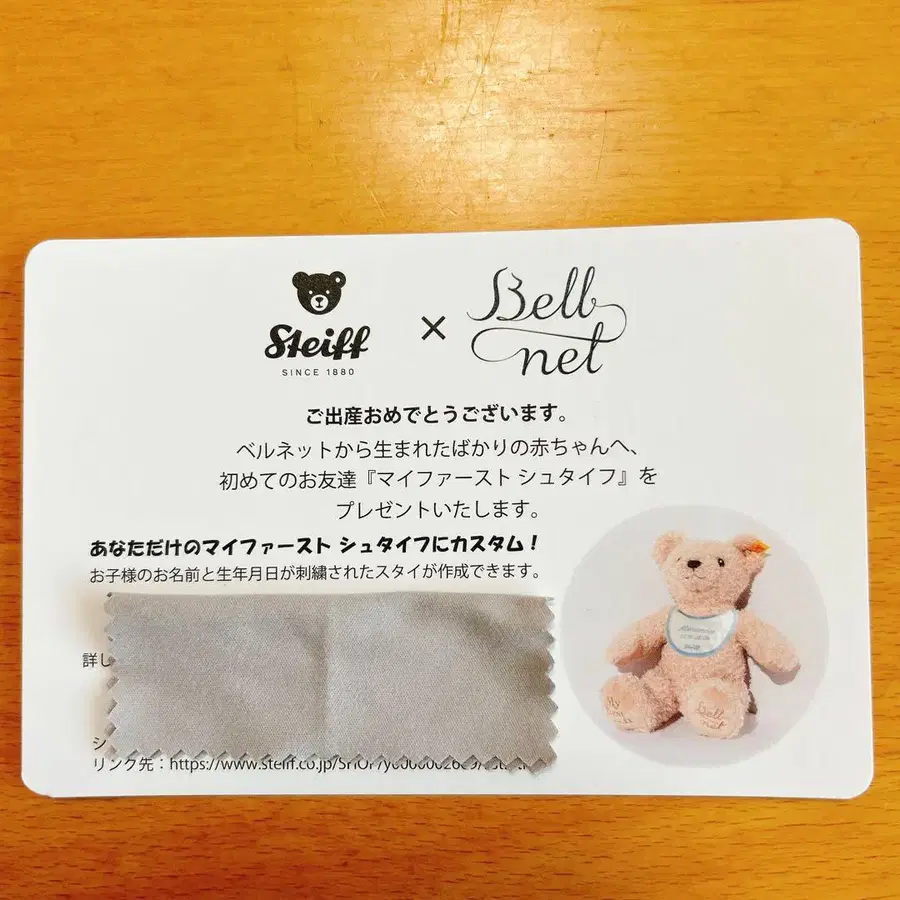 Steiff
SINCE 1880
×
Bell net
ご出産おめでとうございます。
ベルネットから生まれたばかりの赤ちゃんへ、
初めてのお友達『マイファースト シュタイフ』を
プレゼントいたします。
あなただけのマイファースト シュタイフにカスタム!
お子様のお名前と生年月日が刺繍されたスタイが作成できます。
詳し
リンク先:https://www.steiff.co.jp/
Steiff
Bell
net